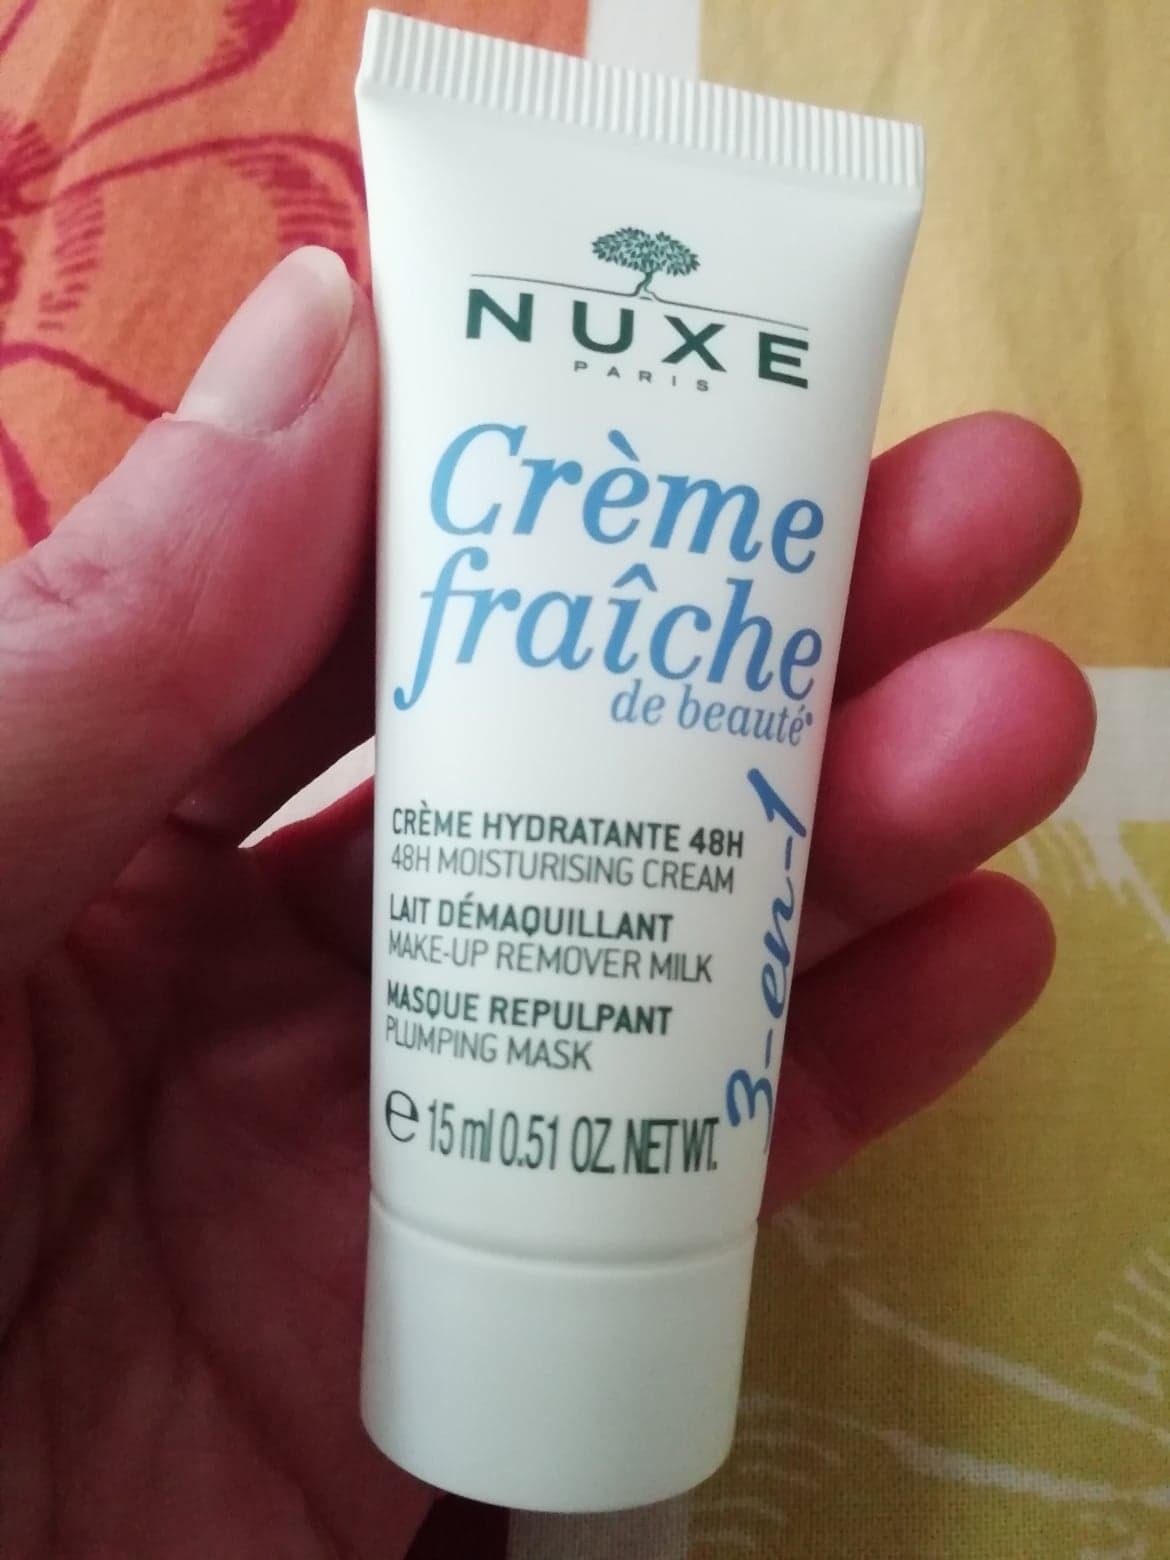 NUXE
PARIS
Crème
fraîche
de beauté®
3-en-1
CRÈME HYDRATANTE 48H
48H MOISTURISING CREAM
LAIT DÉMAQUILLANT
MAKE-UP REMOVER MILK
MASQUE REPULPANT
PLUMPING MASK
℮ 15 ml 0.51 OZ. NET WT.